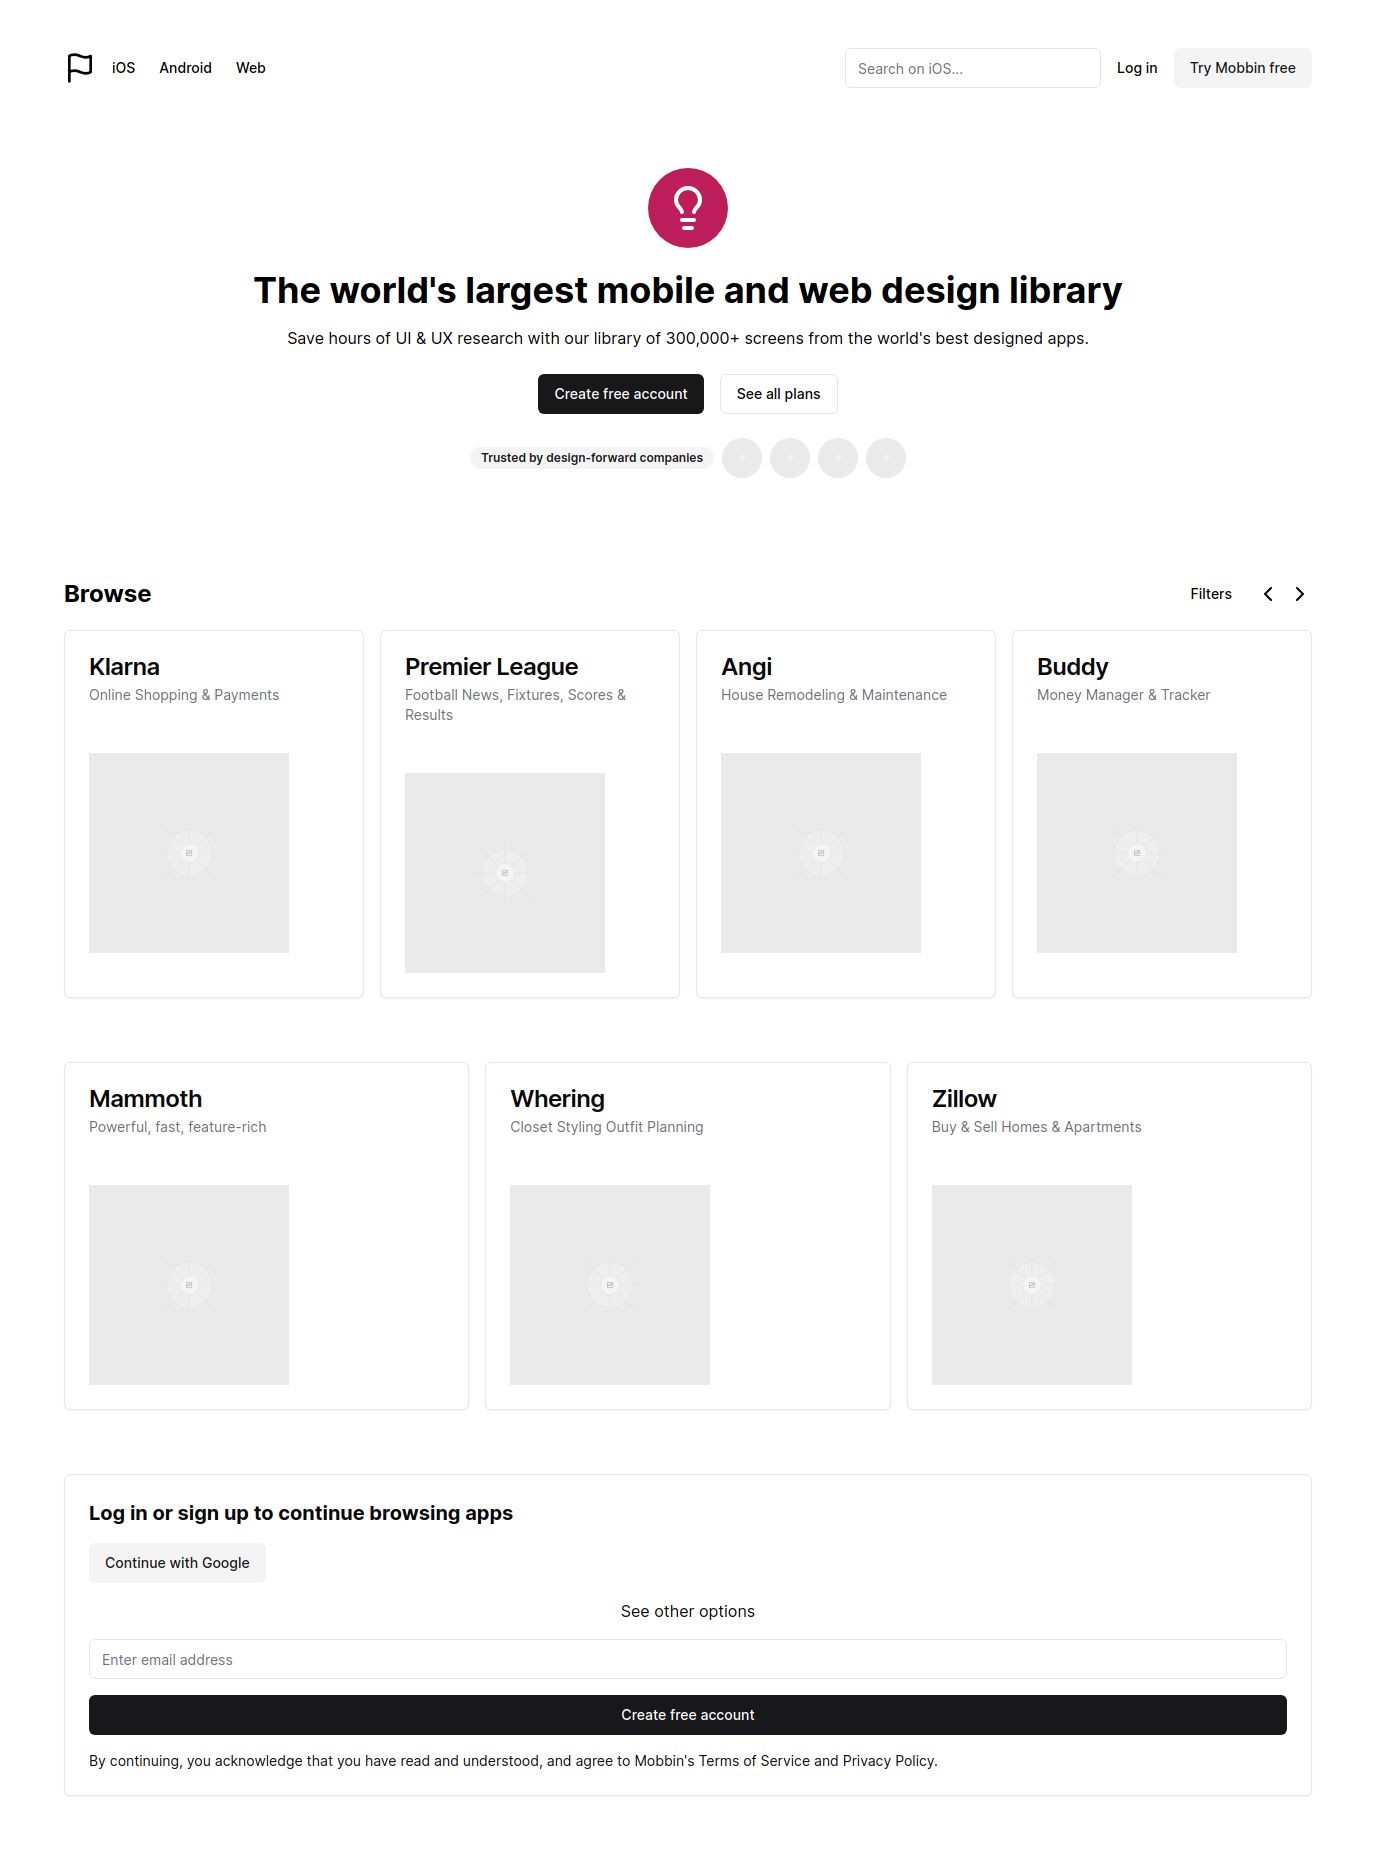 iOS Android Web
Search on iOS...
Log in
Try Mobbin free
The world's largest mobile and web design library
Save hours of UI & UX research with our library of 300,000+ screens from the world's best designed apps.
Create free account
See all plans
Trusted by design-forward companies
Browse
Filters
Klarna
Online Shopping & Payments
Premier League
Football News, Fixtures, Scores &
Results
Angi
House Remodeling & Maintenance
Buddy
Money Manager & Tracker
Mammoth
Powerful, fast, feature-rich
Whering
Closet Styling Outfit Planning
Zillow
Buy & Sell Homes & Apartments
Log in or sign up to continue browsing apps
Continue with Google
See other options
Enter email address
Create free account
By continuing, you acknowledge that you have read and understood, and agree to Mobbin's Terms of Service and Privacy Policy.